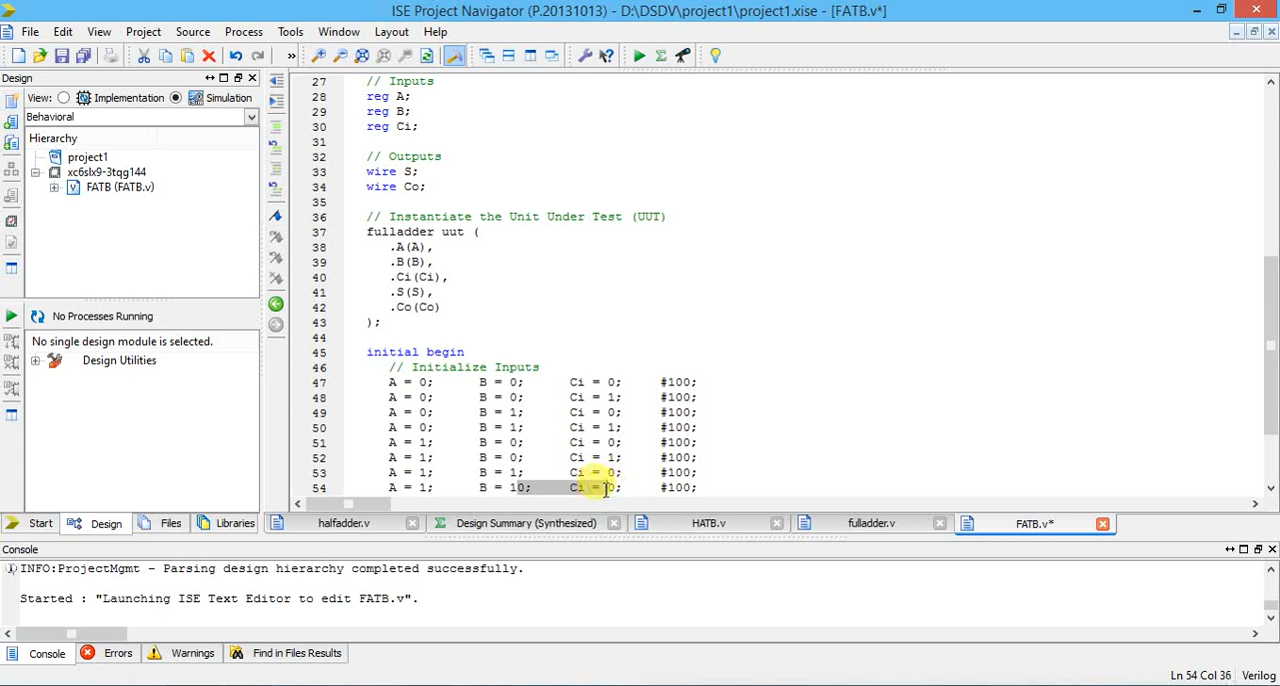 ISE Project Navigator (P.20131013) - D:\DSDV\project1\project1.xise - [FATB.v*]
File Edit View Project Source Process Tools Window Layout Help
»
Design
View: Implementation Simulation
Behavioral
Hierarchy
project1
xc6slx9-3tqg144
FATB (FATB.v)
No Processes Running
No single design module is selected.
Design Utilities
27 // Inputs
28 reg A;
29 reg B;
30 reg Ci;
31
32 // Outputs
33 wire S;
34 wire Co;
35
36 // Instantiate the Unit Under Test (UUT)
37 fulladder uut (
38 .A(A),
39 .B(B),
40 .Ci(Ci),
41 .S(S),
42 .Co(Co)
43 );
44
45 initial begin
46 // Initialize Inputs
47 A = 0; B = 0; Ci = 0; #100;
48 A = 0; B = 0; Ci = 1; #100;
49 A = 0; B = 1; Ci = 0; #100;
50 A = 0; B = 1; Ci = 1; #100;
51 A = 1; B = 0; Ci = 0; #100;
52 A = 1; B = 0; Ci = 1; #100;
53 A = 1; B = 1; Ci = 0; #100;
54 A = 1; B = 10; Ci = 0; #100;
Start Design Files Libraries
halfadder.v Design Summary (Synthesized) HATB.v fulladder.v FATB.v*
Console
INFO:ProjectMgmt - Parsing design hierarchy completed successfully.
Started : "Launching ISE Text Editor to edit FATB.v".
Console Errors Warnings Find in Files Results
Ln 54 Col 36 Verilog